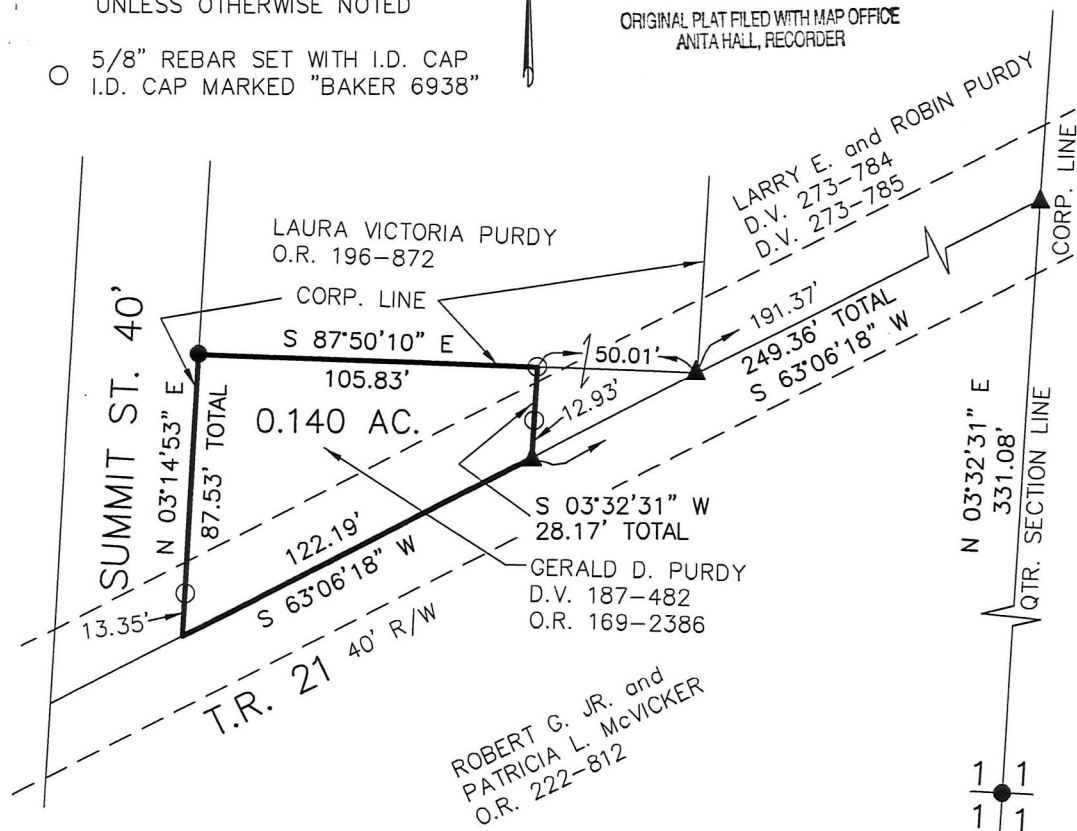 UNLESS OTHERWISE NOTED
5/8" REBAR SET WITH I.D. CAP
I.D. CAP MARKED "BAKER 6938"
ORIGINAL PLAT FILED WITH MAP OFFICE
ANITA HALL, RECORDER
LARRY E. and ROBIN PURDY
D.V. 273-784
D.V. 273-785
CORP. LINE
LAURA VICTORIA PURDY
O.R. 196-872
CORP. LINE
SUMMIT ST. 40'
N 03°14'53" E
87.53' TOTAL
S 87°50'10" E
105.83'
0.140 AC.
50.01'
12.93'
191.37'
249.36' TOTAL
S 63°06'18" W
S 03°32'31" W
28.17' TOTAL
122.19'
S 63°06'18" W
13.35'
GERALD D. PURDY
D.V. 187-482
O.R. 169-2386
T.R. 21 40' R/W
ROBERT G. JR. and
PATRICIA L. McVICKER
O.R. 222-812
N 03°32'31" E
331.08'
QTR. SECTION LINE
1 1
1 1